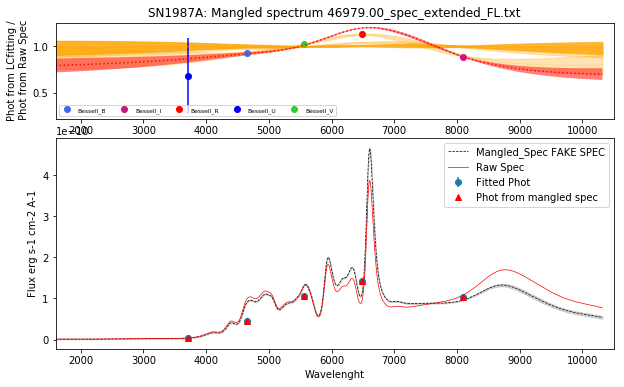 SN1987A: Mangled spectrum 46979.00_spec_extended_FL.txt
Phot from LCfitting /
Phot from Raw Spec
1.0
0.5
Bessell_B
Bessell_I
Bessell_R
Bessell_U
Bessell_V
2000 3000 4000 5000 6000 7000 8000 9000 10000
Flux erg s-1 cm-2 A-1
4
3
2
1
0
Mangled_Spec FAKE SPEC
Raw Spec
Fitted Phot
Phot from mangled spec
2000 3000 4000 5000 6000 7000 8000 9000 10000
Wavelenght